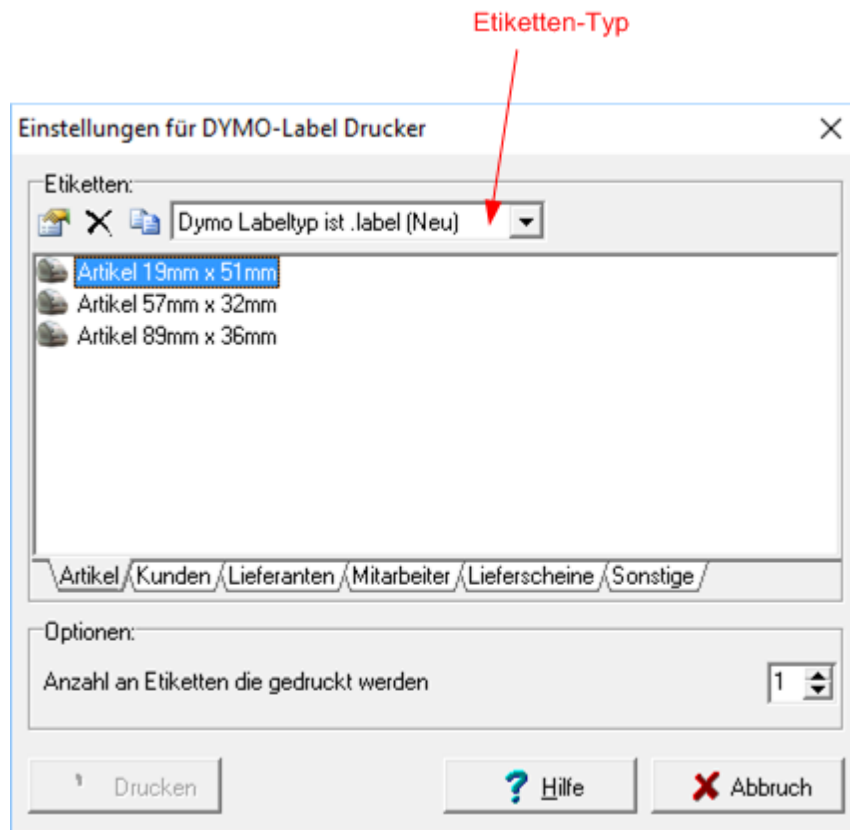 Etiketten-Typ
Einstellungen für DYMO-Label Drucker
Etiketten:
Dymo Labeltyp ist .label (Neu)
Artikel 19mm x 51mm
Artikel 57mm x 32mm
Artikel 89mm x 36mm
Artikel Kunden Lieferanten Mitarbeiter Lieferscheine Sonstige
Optionen:
Anzahl an Etiketten die gedruckt werden 1
Drucken ? Hilfe Abbruch